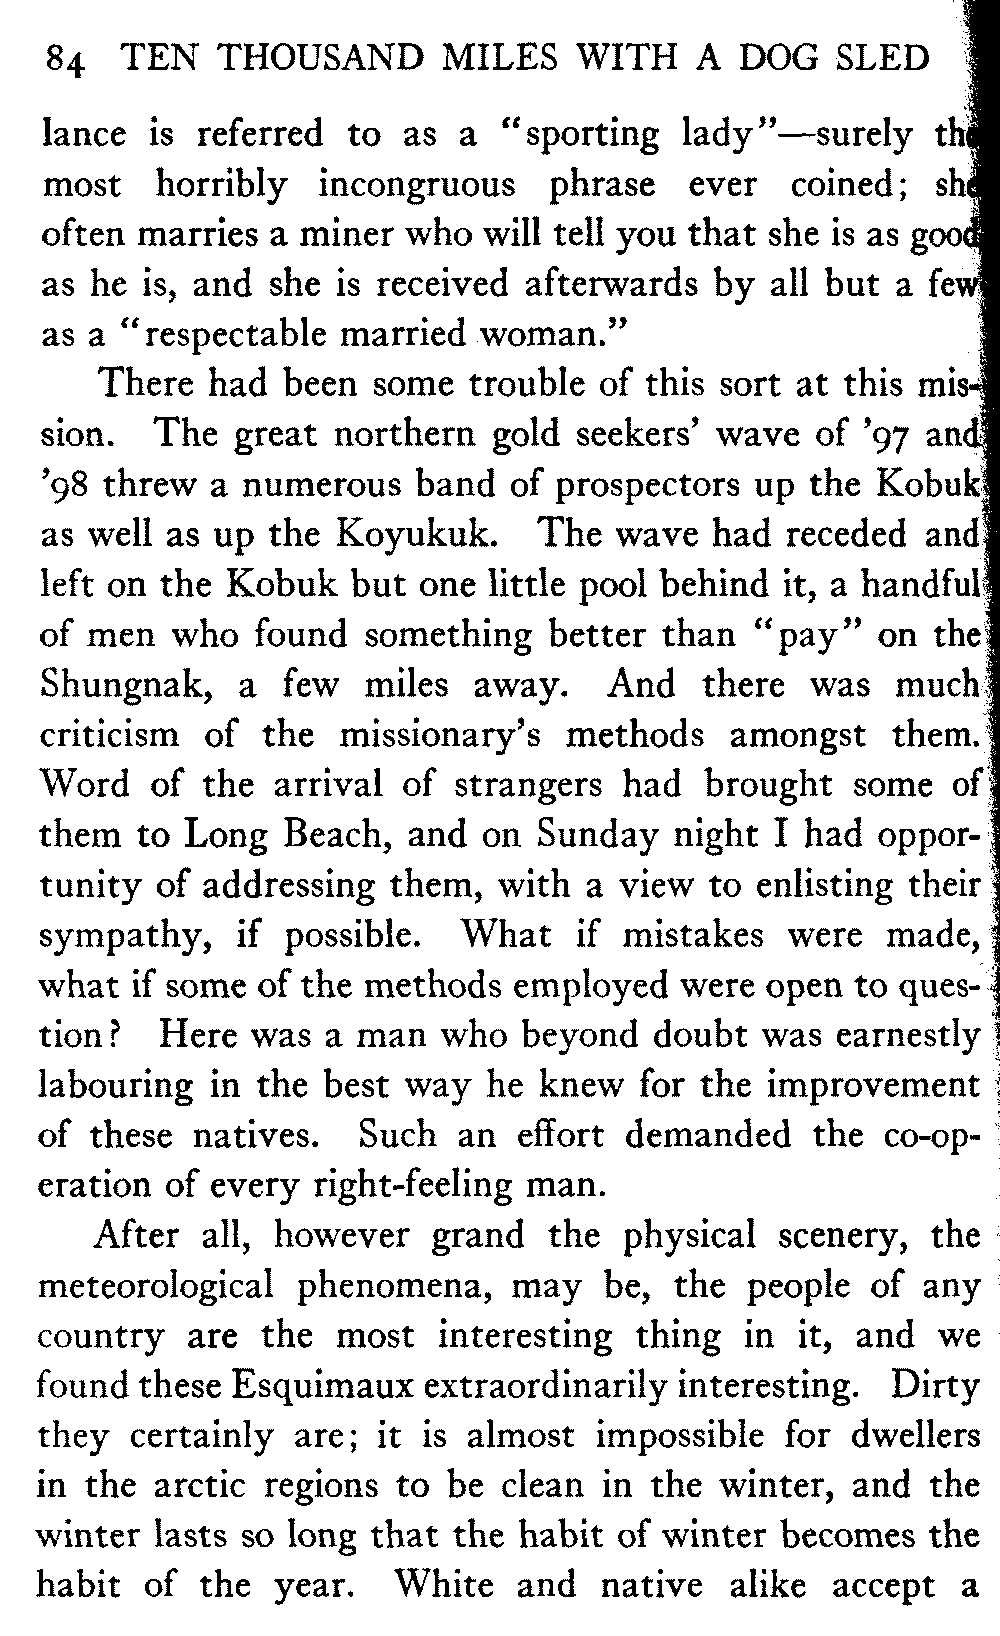 84 TEN THOUSAND MILES WITH A DOG SLED
lance is referred to as a “sporting lady”—surely the
most horribly incongruous phrase ever coined; she
often marries a miner who will tell you that she is as good
as he is, and she is received afterwards by all but a few
as a “respectable married woman.”
There had been some trouble of this sort at this mis-
sion. The great northern gold seekers’ wave of ’97 and
’98 threw a numerous band of prospectors up the Kobuk
as well as up the Koyukuk. The wave had receded and
left on the Kobuk but one little pool behind it, a handful
of men who found something better than “pay” on the
Shungnak, a few miles away. And there was much
criticism of the missionary’s methods amongst them.
Word of the arrival of strangers had brought some of
them to Long Beach, and on Sunday night I had oppor-
tunity of addressing them, with a view to enlisting their
sympathy, if possible. What if mistakes were made,
what if some of the methods employed were open to ques-
tion? Here was a man who beyond doubt was earnestly
labouring in the best way he knew for the improvement
of these natives. Such an effort demanded the co-op-
eration of every right-feeling man.
After all, however grand the physical scenery, the
meteorological phenomena, may be, the people of any
country are the most interesting thing in it, and we
found these Esquimaux extraordinarily interesting. Dirty
they certainly are; it is almost impossible for dwellers
in the arctic regions to be clean in the winter, and the
winter lasts so long that the habit of winter becomes the
habit of the year. White and native alike accept a